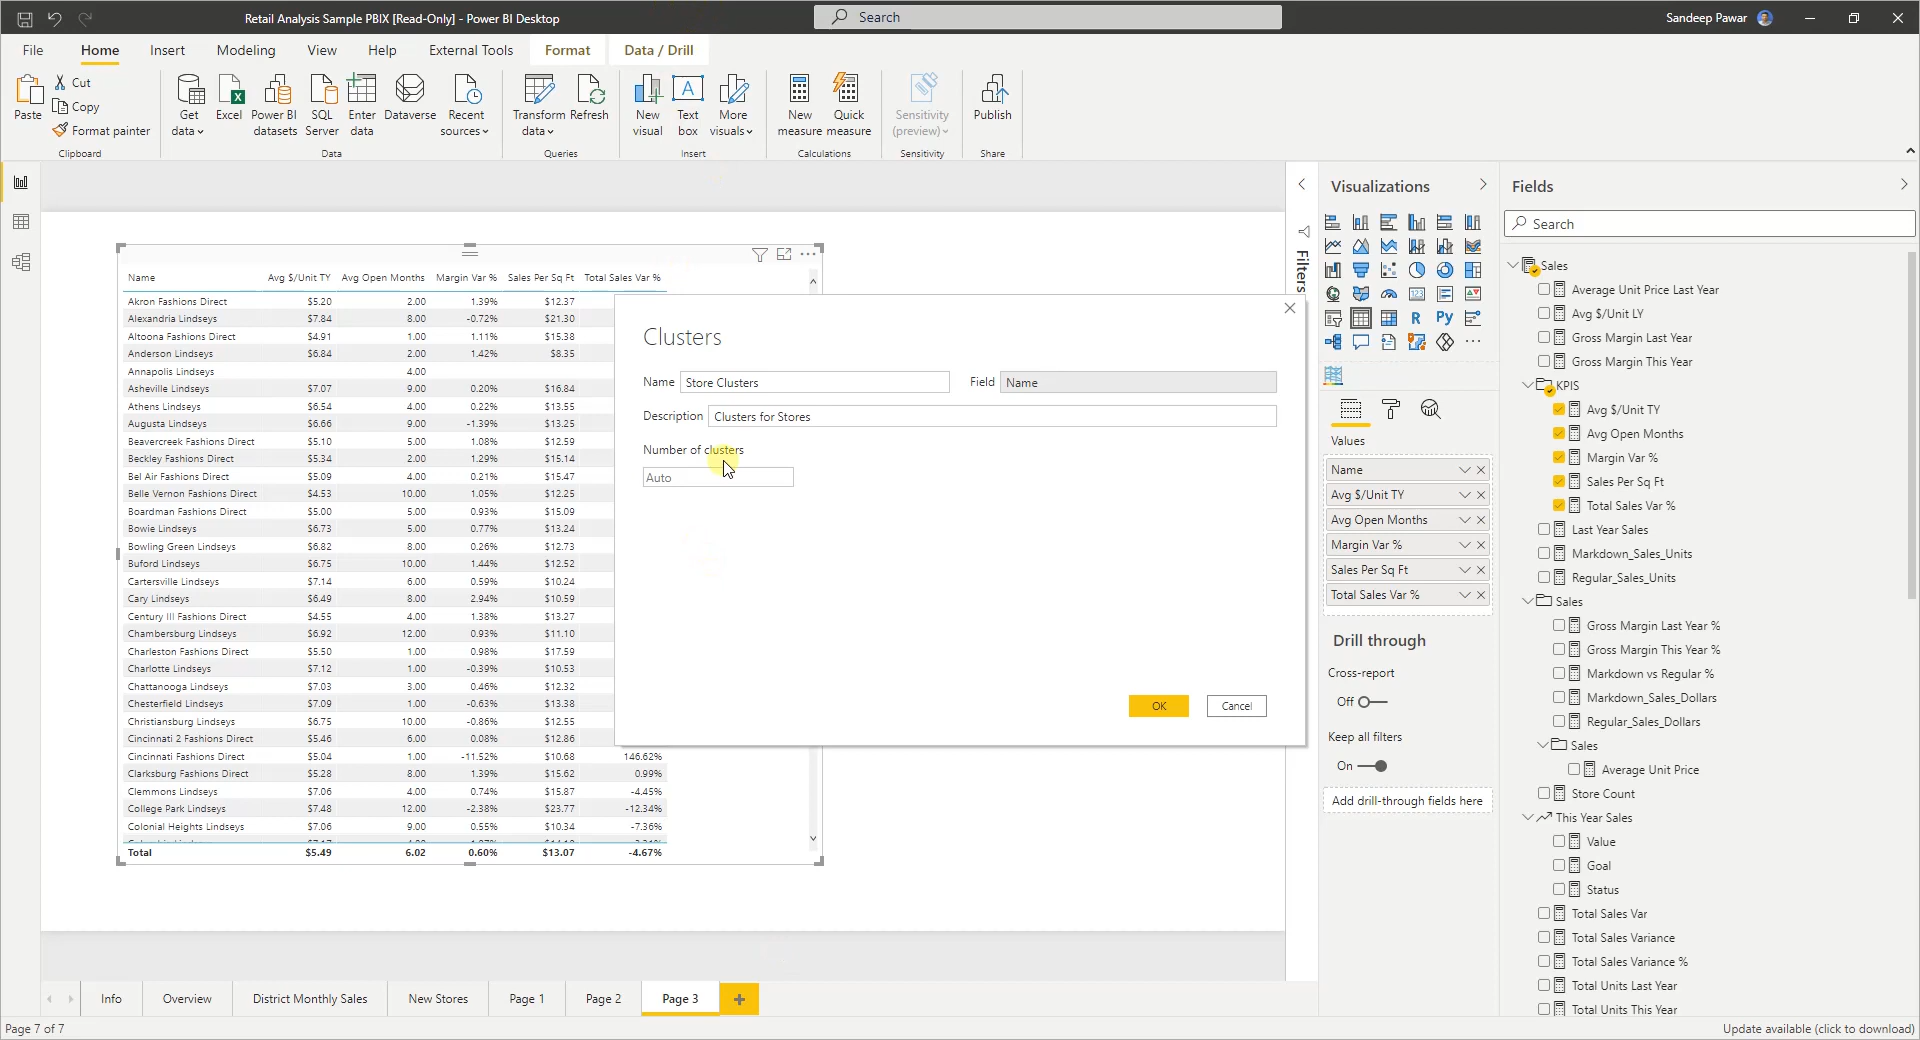 Retail Analysis Sample PBIX [Read-Only] - Power BI Desktop
Search
Sandeep Pawar
File Home Insert Modeling View Help External Tools Format Data / Drill
Paste
Cut
Copy
Format painter
Clipboard
Get data
Excel
Power BI datasets
SQL Server
Enter data
Dataverse
Recent sources
Data
Transform data
Refresh
Queries
New visual
Text box
More visuals
Insert
New measure
Quick measure
Calculations
Sensitivity (preview)
Sensitivity
Publish
Share
Name Avg $/Unit TY Avg Open Months Margin Var % Sales Per Sq Ft Total Sales Var %
Akron Fashions Direct $5.20 2.00 1.39% $12.37
Alexandria Lindseys $7.84 8.00 -0.72% $21.30
Altoona Fashions Direct $4.91 1.00 1.11% $15.38
Anderson Lindseys $6.84 2.00 1.42% $8.35
Annapolis Lindseys 4.00
Asheville Lindseys $7.07 9.00 0.20% $16.84
Athens Lindseys $6.54 4.00 0.22% $13.55
Augusta Lindseys $6.66 9.00 -1.39% $13.25
Beavercreek Fashions Direct $5.10 5.00 1.08% $12.59
Beckley Fashions Direct $5.34 2.00 1.29% $15.14
Bel Air Fashions Direct $5.09 4.00 0.21% $15.47
Belle Vernon Fashions Direct $4.53 10.00 1.05% $12.25
Boardman Fashions Direct $5.00 5.00 0.93% $15.09
Bowie Lindseys $6.73 5.00 0.77% $13.24
Bowling Green Lindseys $6.82 8.00 0.26% $12.73
Buford Lindseys $6.75 10.00 1.44% $12.52
Cartersville Lindseys $7.14 6.00 0.59% $10.24
Cary Lindseys $6.49 8.00 2.94% $10.59
Century III Fashions Direct $4.55 4.00 1.38% $13.27
Chambersburg Lindseys $6.92 12.00 0.93% $11.10
Charleston Fashions Direct $5.50 1.00 0.98% $17.59
Charlotte Lindseys $7.12 1.00 -0.39% $10.53
Chattanooga Lindseys $7.03 3.00 0.46% $12.32
Chesterfield Lindseys $7.09 1.00 -0.63% $13.38
Christiansburg Lindseys $6.75 10.00 -0.86% $12.55
Cincinnati 2 Fashions Direct $5.46 6.00 0.08% $12.86
Cincinnati Fashions Direct $5.04 1.00 -11.52% $10.68 146.62%
Clarksburg Fashions Direct $5.28 8.00 1.39% $15.62 0.99%
Clemmons Lindseys $7.06 4.00 0.74% $15.87 -4.45%
College Park Lindseys $7.48 12.00 -2.38% $23.77 -12.34%
Colonial Heights Lindseys $7.06 9.00 0.55% $10.34 -7.36%
Total $5.49 6.02 0.60% $13.07 -4.67%
Clusters
Name Store Clusters Field Name
Description Clusters for Stores
Number of clusters
Auto
OK Cancel
Filters
Visualizations
R Py
Values
Name
Avg $/Unit TY
Avg Open Months
Margin Var %
Sales Per Sq Ft
Total Sales Var %
Drill through
Cross-report
Off
Keep all filters
On
Add drill-through fields here
Fields
Search
Sales
Average Unit Price Last Year
Avg $/Unit LY
Gross Margin Last Year
Gross Margin This Year
KPIS
Avg $/Unit TY
Avg Open Months
Margin Var %
Sales Per Sq Ft
Total Sales Var %
Last Year Sales
Markdown_Sales_Units
Regular_Sales_Units
Sales
Gross Margin Last Year %
Gross Margin This Year %
Markdown vs Regular %
Markdown_Sales_Dollars
Regular_Sales_Dollars
Sales
Average Unit Price
Store Count
This Year Sales
Value
Goal
Status
Total Sales Var
Total Sales Variance
Total Sales Variance %
Total Units Last Year
Total Units This Year
Info Overview District Monthly Sales New Stores Page 1 Page 2 Page 3
Page 7 of 7
Update available (click to download)